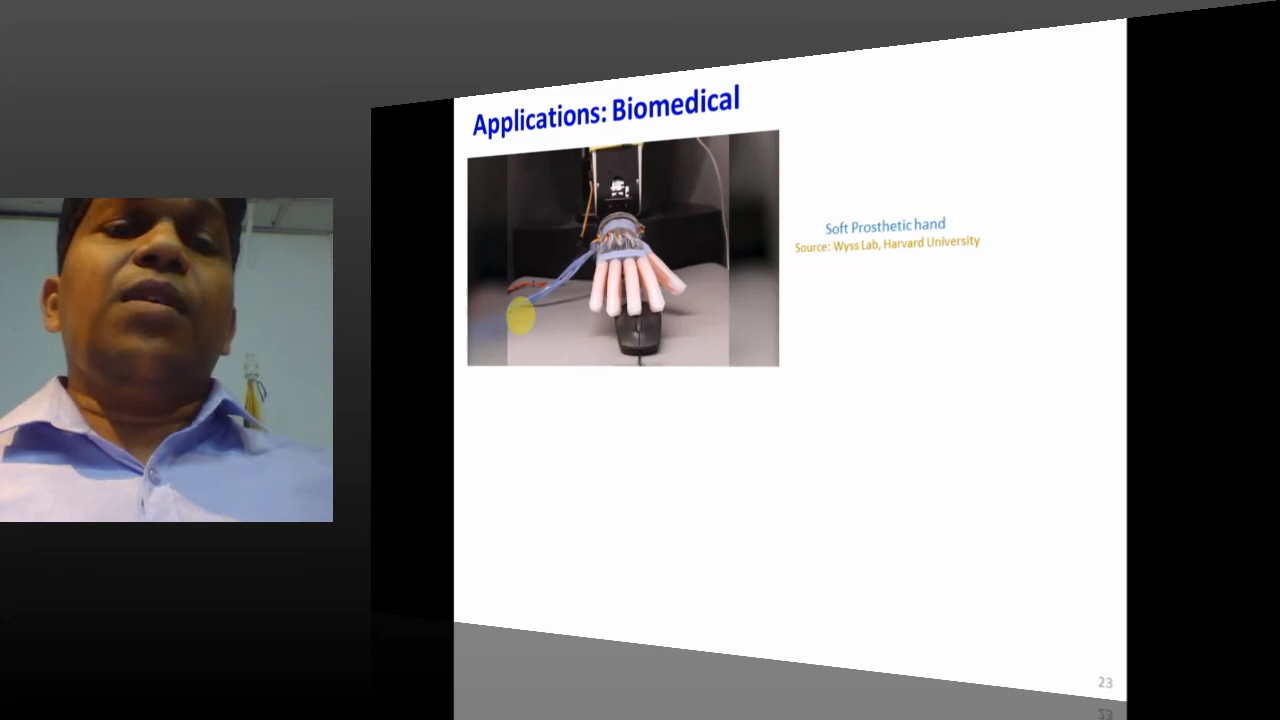 Applications: Biomedical
Soft Prosthetic hand
Source: Wyss Lab, Harvard University
23